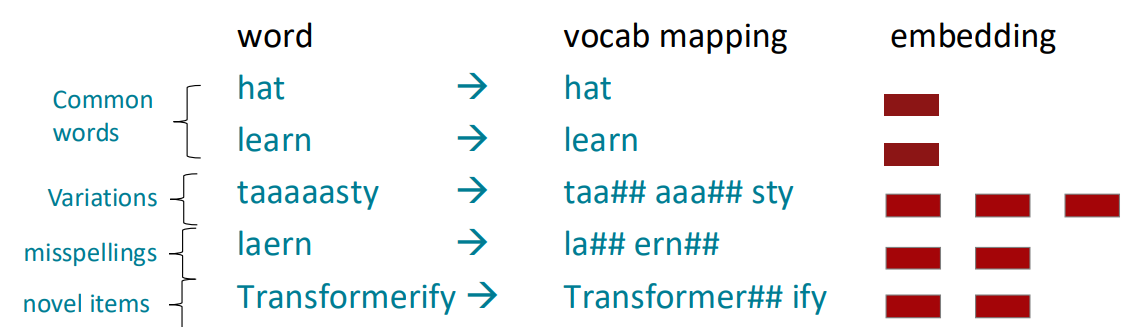 word vocab mapping embedding
Common words
hat → hat
learn → learn
Variations
taaaaasty → taa## aaa## sty
misspellings
laern → la## ern##
novel items
Transformerify → Transformer## ify